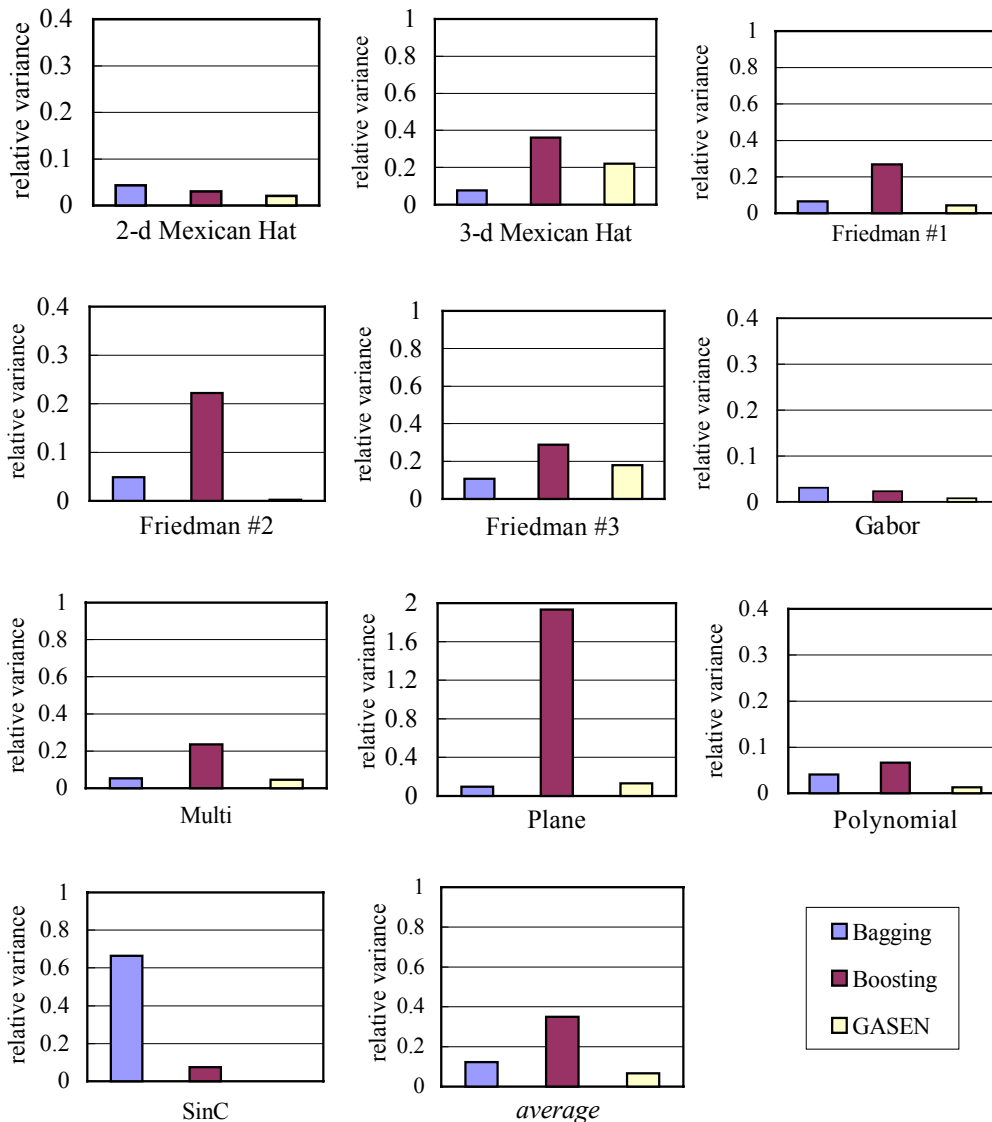 relative variance
0.4
0.3
0.2
0.1
0
2-d Mexican Hat
relative variance
1
0.8
0.6
0.4
0.2
0
3-d Mexican Hat
relative variance
1
0.8
0.6
0.4
0.2
0
Friedman #1
relative variance
0.4
0.3
0.2
0.1
0
Friedman #2
relative variance
1
0.8
0.6
0.4
0.2
0
Friedman #3
relative variance
0.4
0.3
0.2
0.1
0
Gabor
relative variance
1
0.8
0.6
0.4
0.2
0
Multi
relative variance
2
1.6
1.2
0.8
0.4
0
Plane
relative variance
0.4
0.3
0.2
0.1
0
Polynomial
relative variance
1
0.8
0.6
0.4
0.2
0
SinC
relative variance
1
0.8
0.6
0.4
0.2
0
average
Bagging
Boosting
GASEN